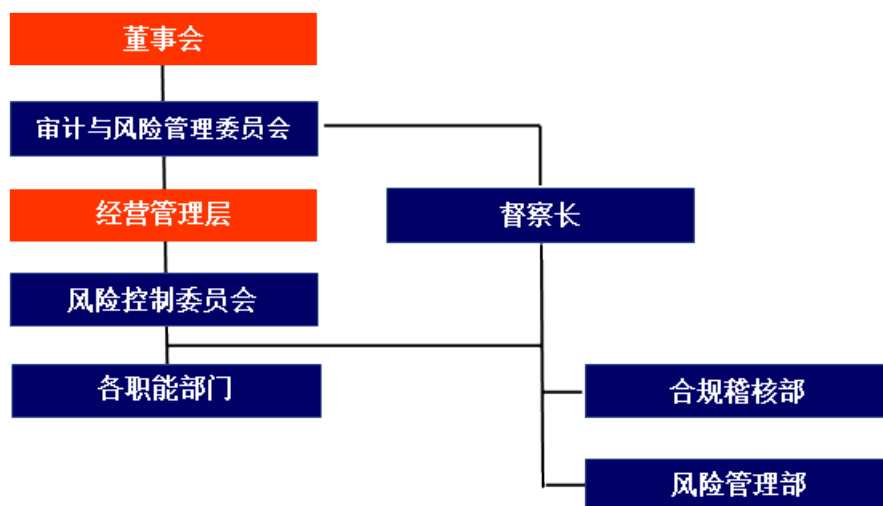 董事会
审计与风险管理委员会
经营管理层
督察长
风险控制委员会
各职能部门
合规稽核部
风险管理部